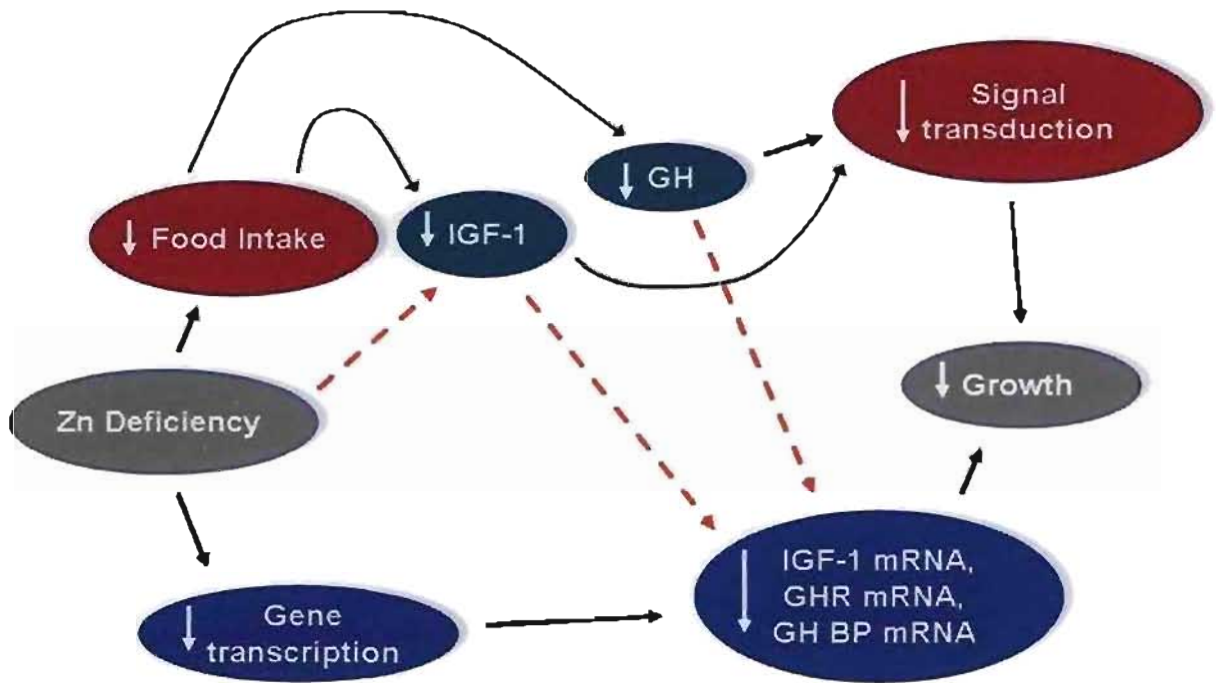 Signal
transduction
↓ GH
↓ Food Intake
↓ IGF-1
↓ Growth
Zn Deficiency
IGF-1 mRNA,
GHR mRNA,
GH BP mRNA
Gene
transcription